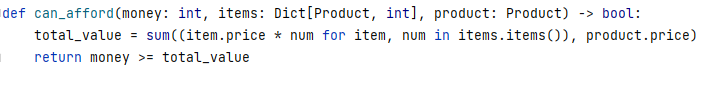 def can_afford(money: int, items: Dict[Product, int], product: Product) -> bool:
    total_value = sum((item.price * num for item, num in items.items()), product.price)
    return money >= total_value